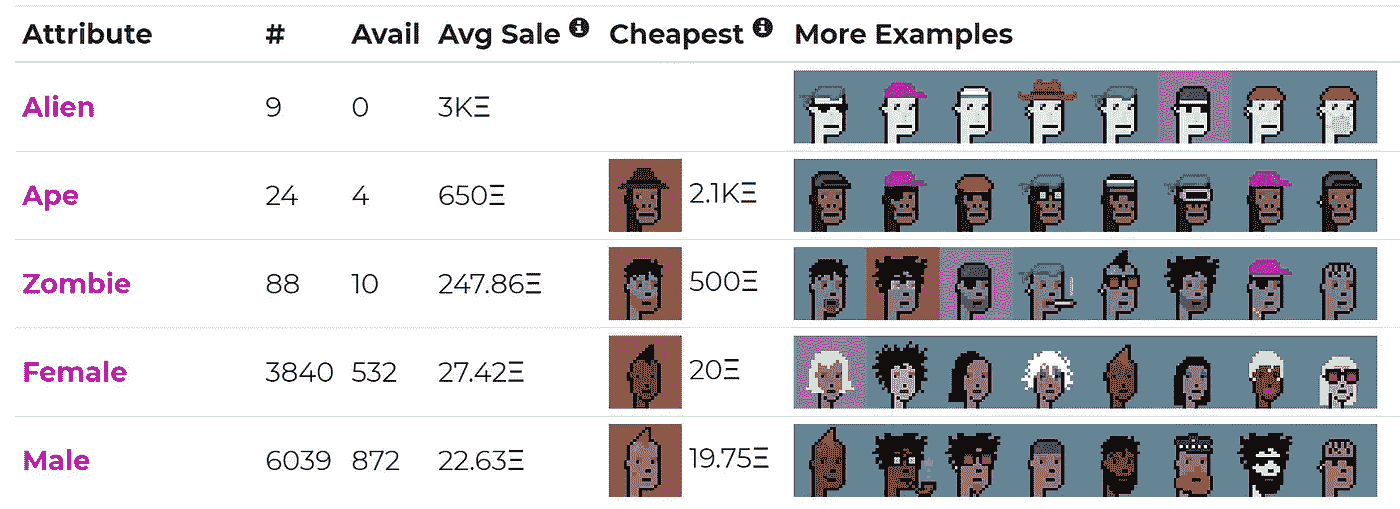 Attribute # Avail Avg Sale Cheapest More Examples
Alien 9 0 3KΞ
Ape 24 4 650Ξ 2.1KΞ
Zombie 88 10 247.86Ξ 500Ξ
Female 3840 532 27.42Ξ 20Ξ
Male 6039 872 22.63Ξ 19.75Ξ